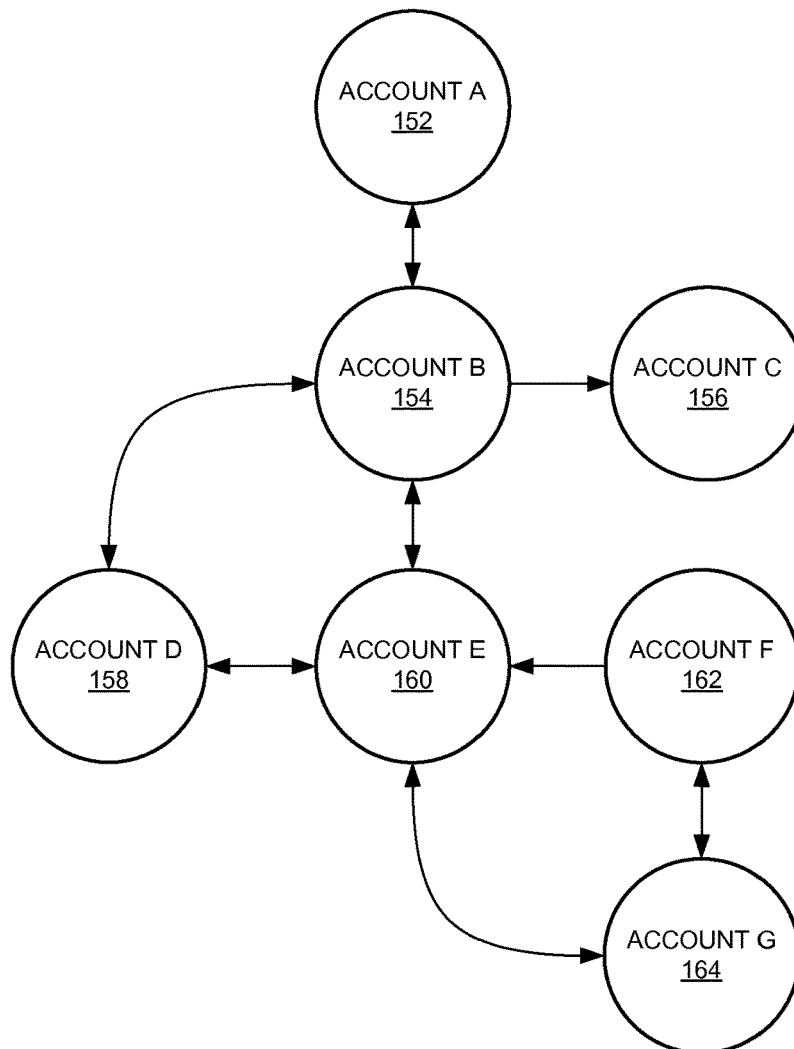 ACCOUNT A
152
ACCOUNT B
154
ACCOUNT C
156
ACCOUNT D
158
ACCOUNT E
160
ACCOUNT F
162
ACCOUNT G
164